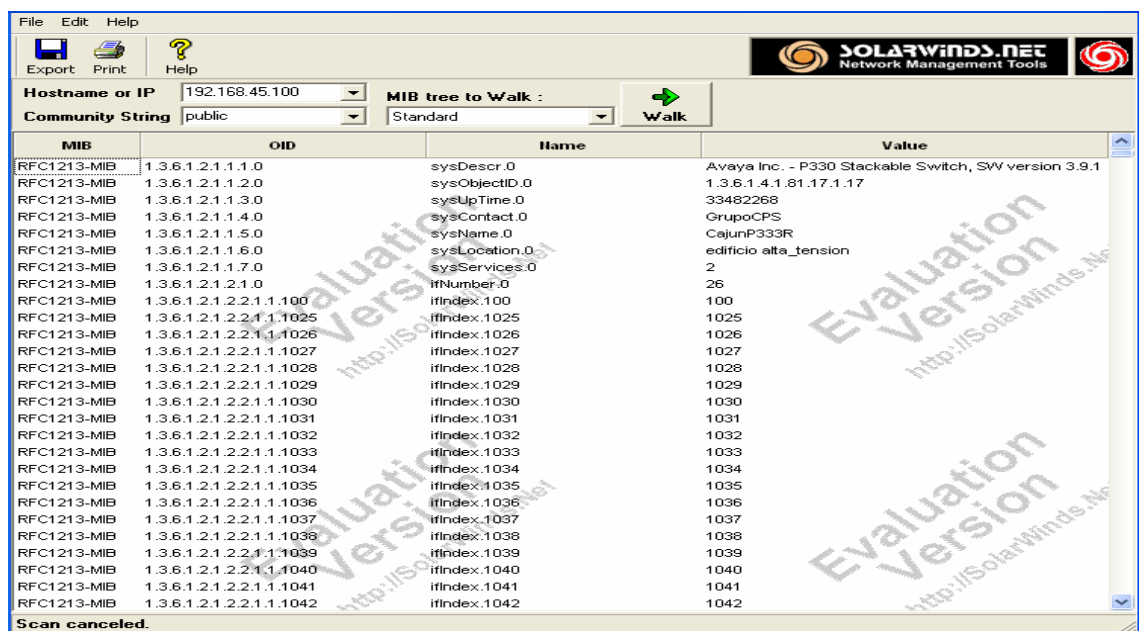 File Edit Help
Export Print Help
SOLARWINDS.NET
Network Management Tools
Hostname or IP 192.168.45.100 MIB tree to Walk :
Community String public Standard Walk
MIB OID Name Value
RFC1213-MIB 1.3.6.1.2.1.1.1.0 sysDescr.0 Avaya Inc. - P330 Stackable Switch, SW version 3.9.1
RFC1213-MIB 1.3.6.1.2.1.1.2.0 sysObjectID.0 1.3.6.1.4.1.81.17.1.17
RFC1213-MIB 1.3.6.1.2.1.1.3.0 sysUpTime.0 33482268
RFC1213-MIB 1.3.6.1.2.1.1.4.0 sysContact.0 GrupoCPS
RFC1213-MIB 1.3.6.1.2.1.1.5.0 sysName.0 CajunP333R
RFC1213-MIB 1.3.6.1.2.1.1.6.0 sysLocation.0 edificio alta_tension
RFC1213-MIB 1.3.6.1.2.1.1.7.0 sysServices.0 2
RFC1213-MIB 1.3.6.1.2.1.2.1.0 ifNumber.0 26
RFC1213-MIB 1.3.6.1.2.1.2.2.1.1.100 ifIndex.100 100
RFC1213-MIB 1.3.6.1.2.1.2.2.1.1.1025 ifIndex.1025 1025
RFC1213-MIB 1.3.6.1.2.1.2.2.1.1.1026 ifIndex.1026 1026
RFC1213-MIB 1.3.6.1.2.1.2.2.1.1.1027 ifIndex.1027 1027
RFC1213-MIB 1.3.6.1.2.1.2.2.1.1.1028 ifIndex.1028 1028
RFC1213-MIB 1.3.6.1.2.1.2.2.1.1.1029 ifIndex.1029 1029
RFC1213-MIB 1.3.6.1.2.1.2.2.1.1.1030 ifIndex.1030 1030
RFC1213-MIB 1.3.6.1.2.1.2.2.1.1.1031 ifIndex.1031 1031
RFC1213-MIB 1.3.6.1.2.1.2.2.1.1.1032 ifIndex.1032 1032
RFC1213-MIB 1.3.6.1.2.1.2.2.1.1.1033 ifIndex.1033 1033
RFC1213-MIB 1.3.6.1.2.1.2.2.1.1.1034 ifIndex.1034 1034
RFC1213-MIB 1.3.6.1.2.1.2.2.1.1.1035 ifIndex.1035 1035
RFC1213-MIB 1.3.6.1.2.1.2.2.1.1.1036 ifIndex.1036 1036
RFC1213-MIB 1.3.6.1.2.1.2.2.1.1.1037 ifIndex.1037 1037
RFC1213-MIB 1.3.6.1.2.1.2.2.1.1.1038 ifIndex.1038 1038
RFC1213-MIB 1.3.6.1.2.1.2.2.1.1.1039 ifIndex.1039 1039
RFC1213-MIB 1.3.6.1.2.1.2.2.1.1.1040 ifIndex.1040 1040
RFC1213-MIB 1.3.6.1.2.1.2.2.1.1.1041 ifIndex.1041 1041
RFC1213-MIB 1.3.6.1.2.1.2.2.1.1.1042 ifIndex.1042 1042
Evaluation
Version
http://SolarWinds.Net
Evaluation
Version
http://SolarWinds.Net
Evaluation
Version
http://SolarWinds.Net
Evaluation
Version
http://SolarWinds.Net
Scan canceled.